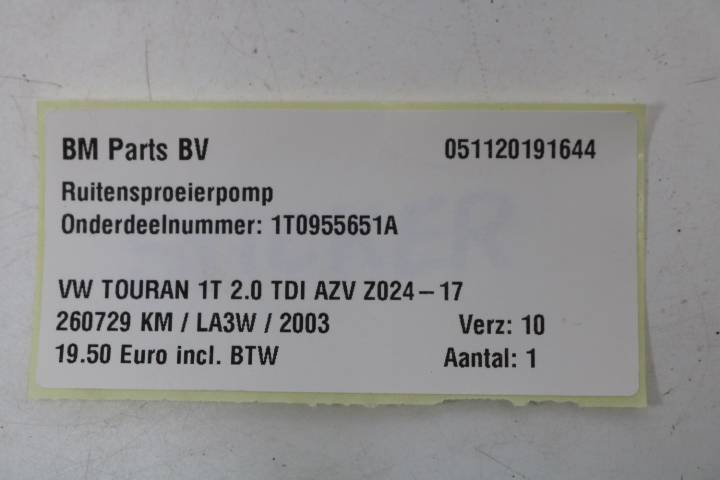 BM Parts BV 051120191644
Ruitensproeierpomp
Onderdeelnummer: 1T0955651A
VW TOURAN 1T 2.0 TDI AZV Z024-17
260729 KM / LA3W / 2003 Verz: 10
19.50 Euro incl. BTW Aantal: 1